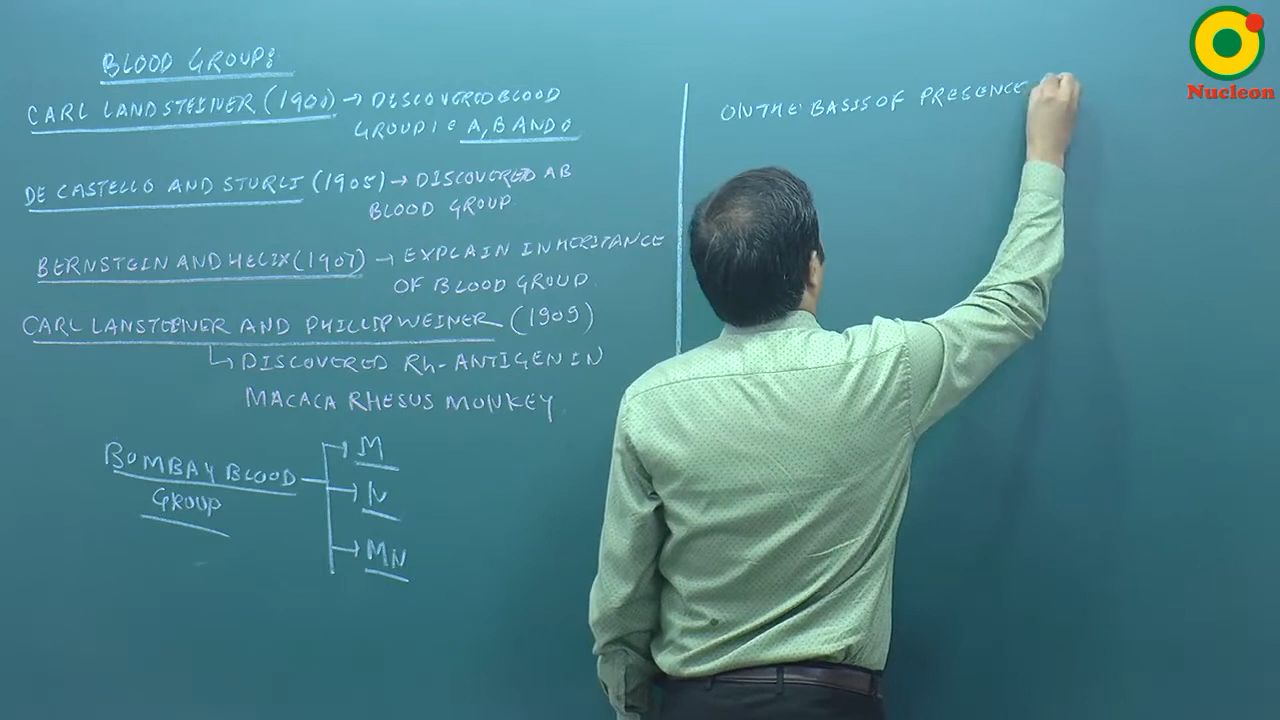 BLOOD GROUP:
CARL LANDSTEINER (1900) → DISCOVERED BLOOD
GROUP i e A, B AND O
DE CASTELLO AND STURLI (1905) → DISCOVERED AB
BLOOD GROUP
BERNSTEIN AND HELIX (1907) → EXPLAIN INHERITANCE
OF BLOOD GROUP
CARL LANSTEINER AND PHILLIP WEINER (1909)
↳ DISCOVERED Rh-ANTIGEN IN
MACACA RHESUS MONKEY
BOMBAY BLOOD
GROUP
→ M
→ N
→ MN
ON THE BASIS OF PRESENCE
Nucleon